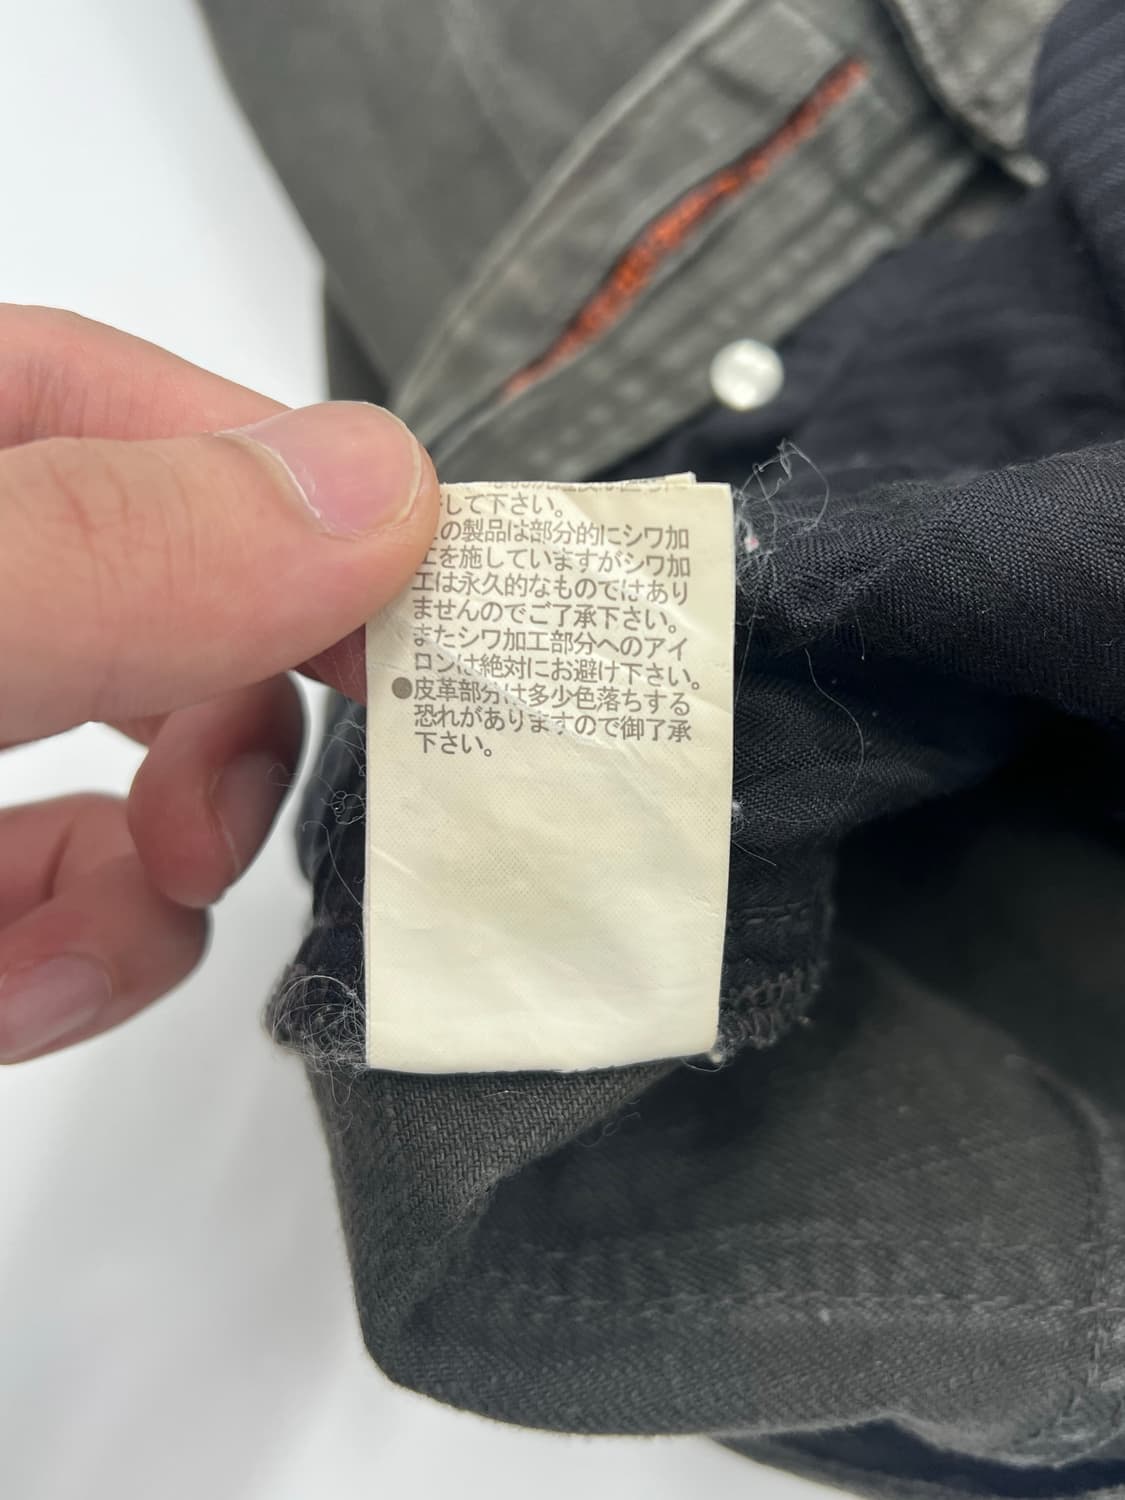 して下さい。
の製品は部分的にシワ加
工を施していますがシワ加
工は永久的なものではあり
ませんのでご了承下さい。
またシワ加工部分へのアイ
ロンは絶対にお避け下さい。
●皮革部分は多少色落ちする
恐れがありますので御了承
下さい。